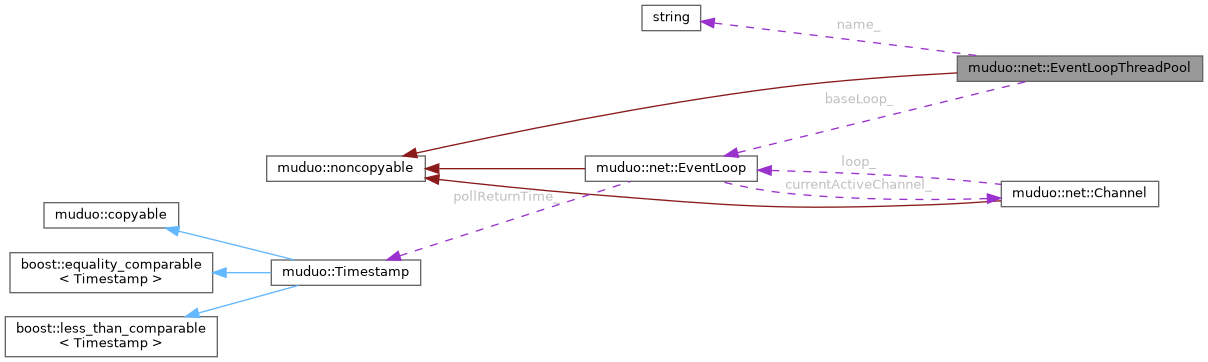 string
name_
muduo::net::EventLoopThreadPool
baseLoop_
muduo::noncopyable
muduo::net::EventLoop
loop_
currentActiveChannel_
muduo::net::Channel
pollReturnTime_
muduo::copyable
boost::equality_comparable
< Timestamp >
muduo::Timestamp
boost::less_than_comparable
< Timestamp >